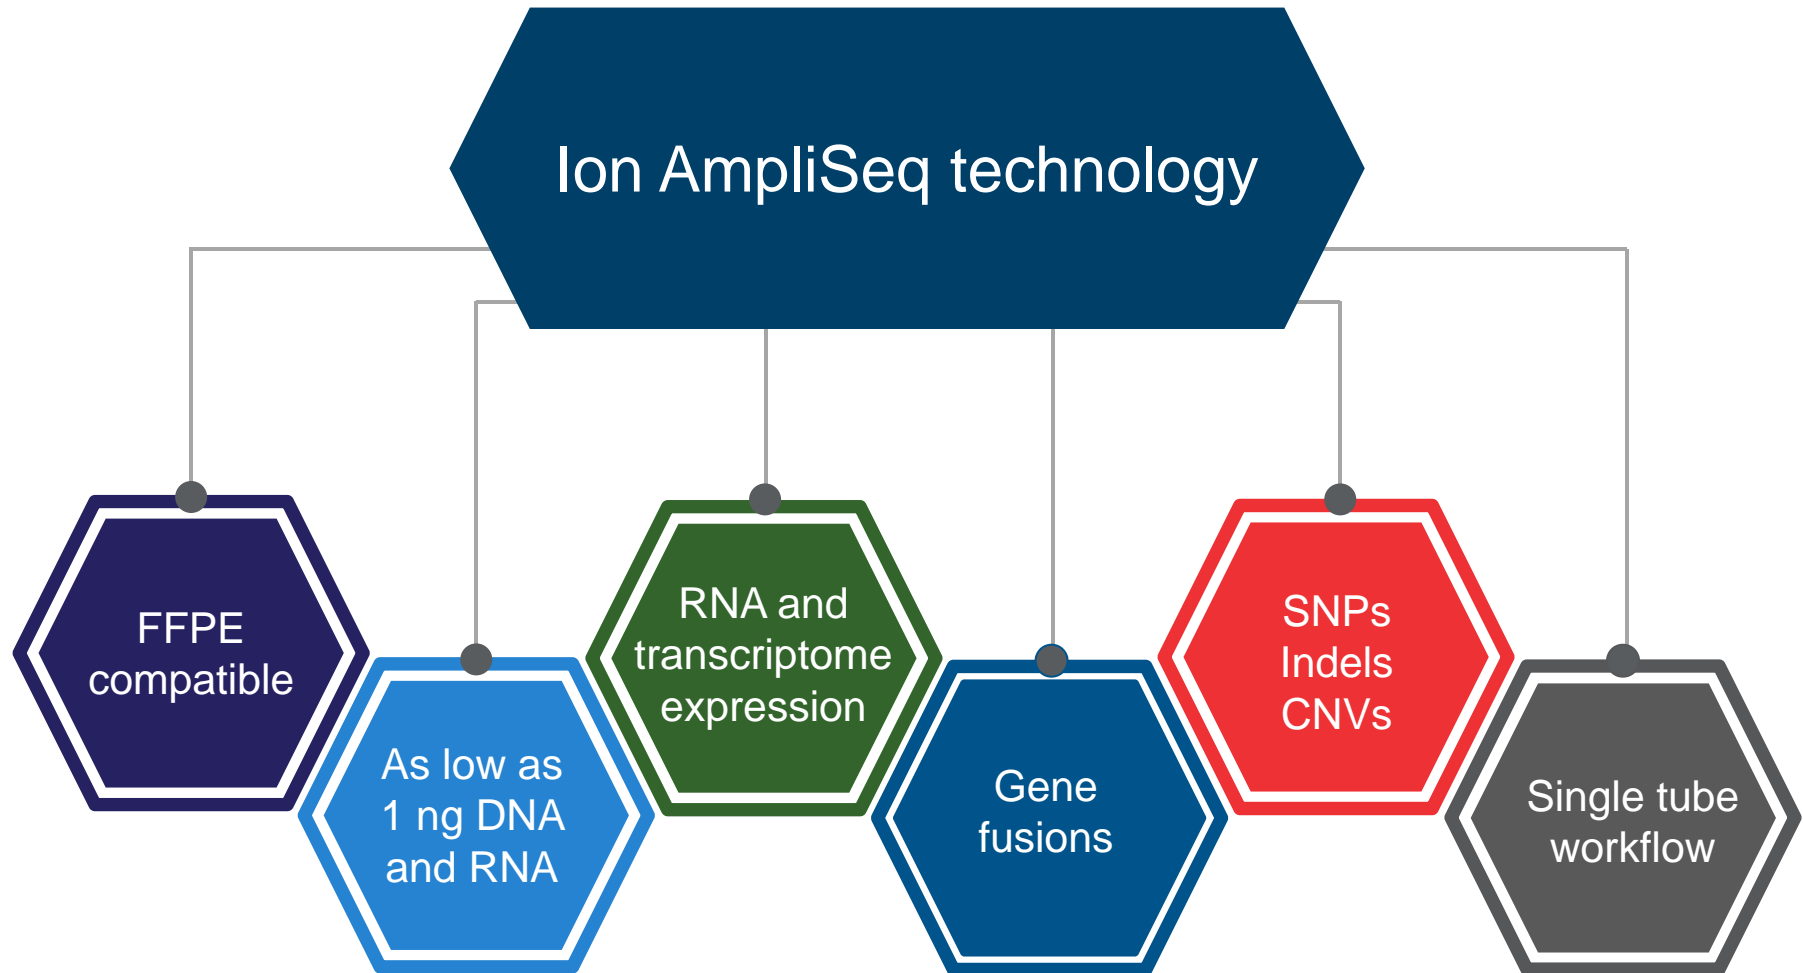 Ion AmpliSeq technology
FFPE
compatible
As low as
1 ng DNA
and RNA
RNA and
transcriptome
expression
Gene
fusions
SNPs
Indels
CNVs
Single tube
workflow